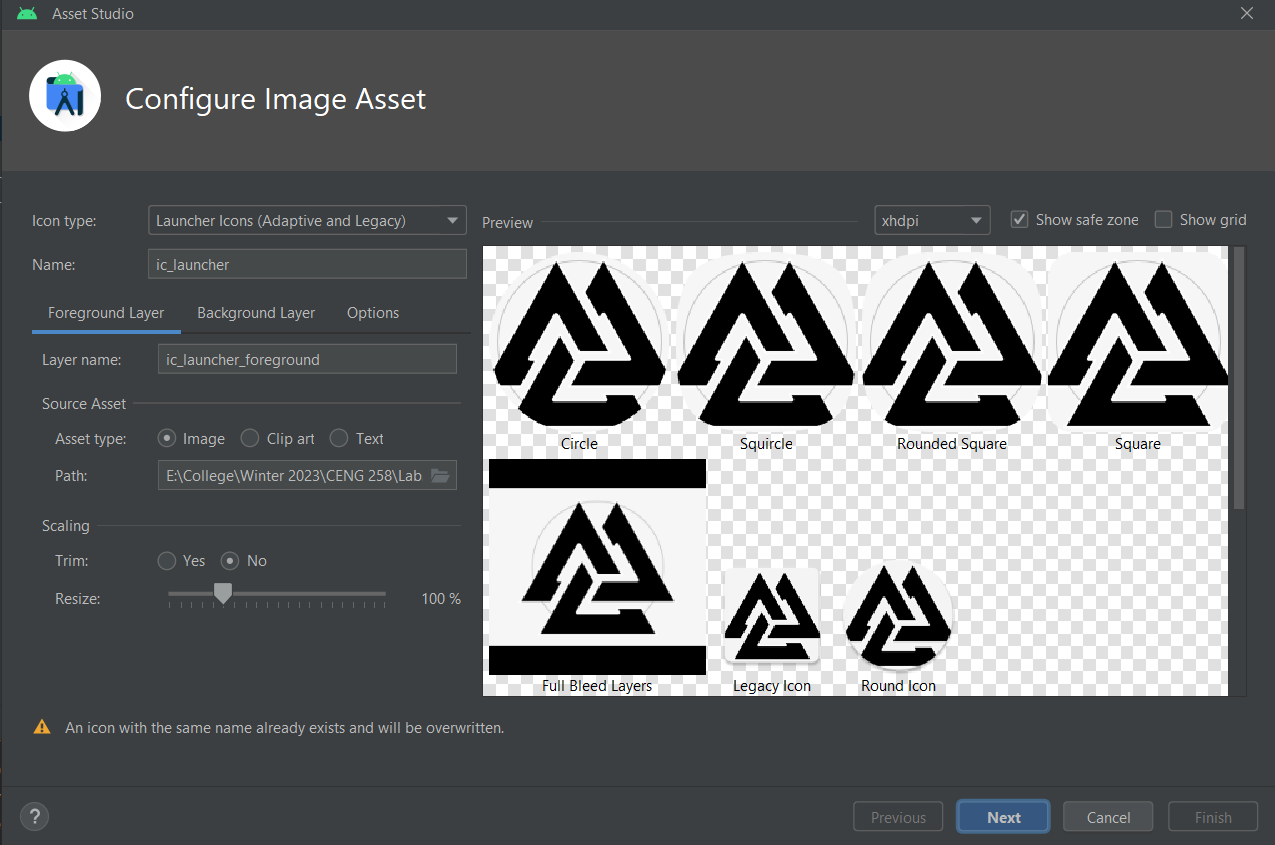 Asset Studio
Configure Image Asset
Icon type:
Launcher Icons (Adaptive and Legacy)
Name:
ic_launcher
Foreground Layer
Background Layer
Options
Layer name:
ic_launcher_foreground
Source Asset
Asset type:
Image
Clip art
Text
Path:
E:\College\Winter 2023\CENG 258\Lab
Scaling
Trim:
Yes
No
Resize:
100 %
Preview
xhdpi
Show safe zone
Show grid
Circle
Squircle
Rounded Square
Square
Full Bleed Layers
Legacy Icon
Round Icon
An icon with the same name already exists and will be overwritten.
?
Previous
Next
Cancel
Finish